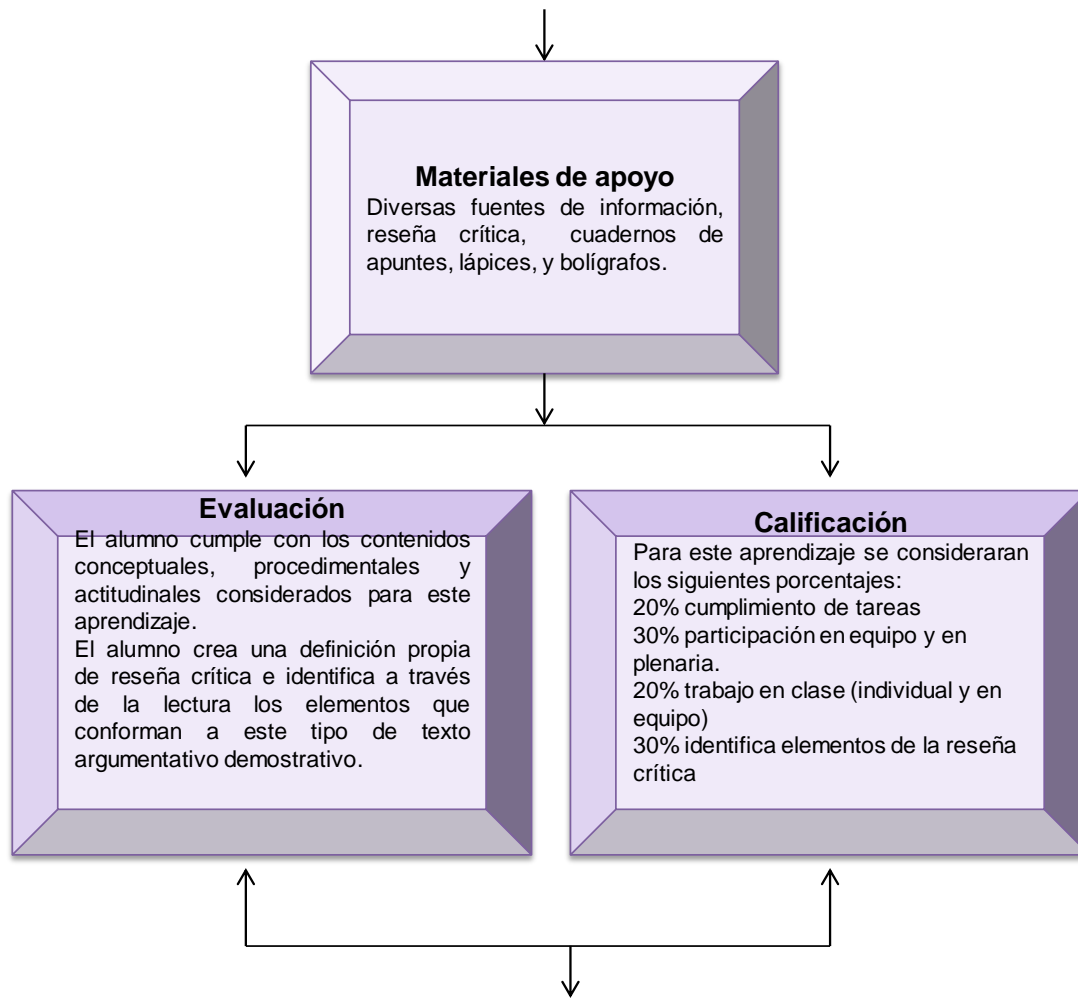 Materiales de apoyo
Diversas fuentes de información,
reseña crítica, cuadernos de
apuntes, lápices, y bolígrafos.
Evaluación
El alumno cumple con los contenidos
conceptuales, procedimentales y
actitudinales considerados para este
aprendizaje.
El alumno crea una definición propia
de reseña crítica e identifica a través
de la lectura los elementos que
conforman a este tipo de texto
argumentativo demostrativo.
Calificación
Para este aprendizaje se consideraran
los siguientes porcentajes:
20% cumplimiento de tareas
30% participación en equipo y en
plenaria.
20% trabajo en clase (individual y en
equipo)
30% identifica elementos de la reseña
crítica